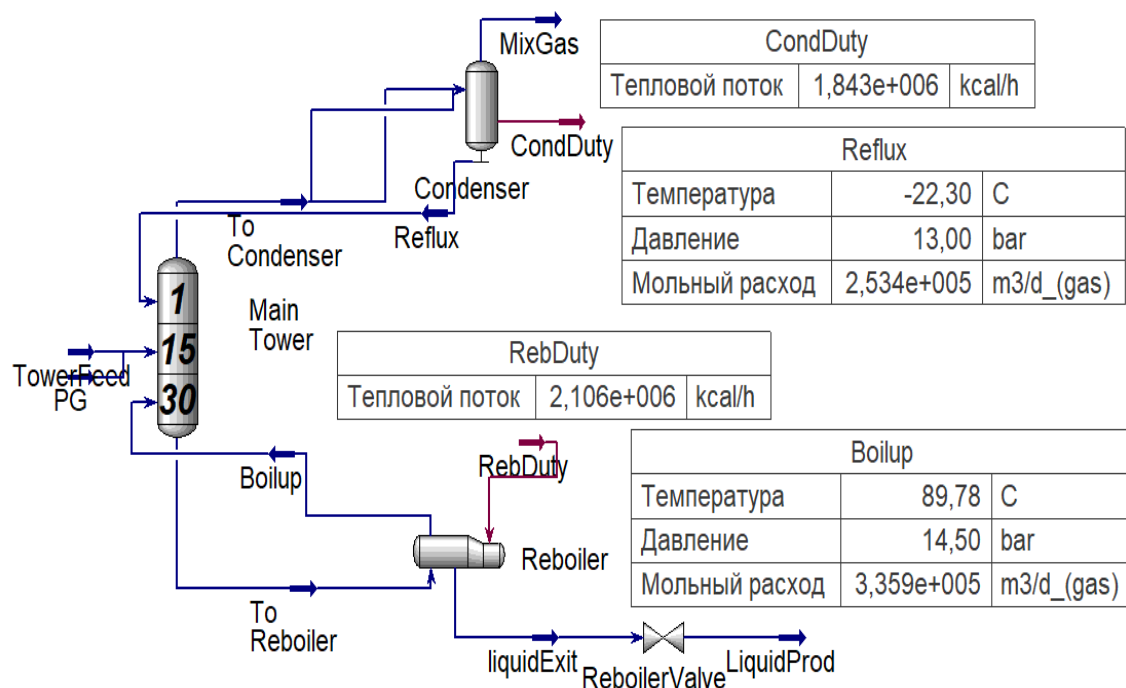 MixGas
CondDuty
Тепловой поток 1,843e+006 kcal/h
CondDuty
Condenser
Reflux
Температура -22,30 C
Давление 13,00 bar
Мольный расход 2,534e+005 m3/d_(gas)
To
Condenser
Reflux
1
15
30
Main
Tower
TowerFeed
PG
RebDuty
Тепловой поток 2,106e+006 kcal/h
Boilup
RebDuty
Reboiler
Boilup
Температура 89,78 C
Давление 14,50 bar
Мольный расход 3,359e+005 m3/d_(gas)
To
Reboiler
liquidExit
ReboilerValve
LiquidProd